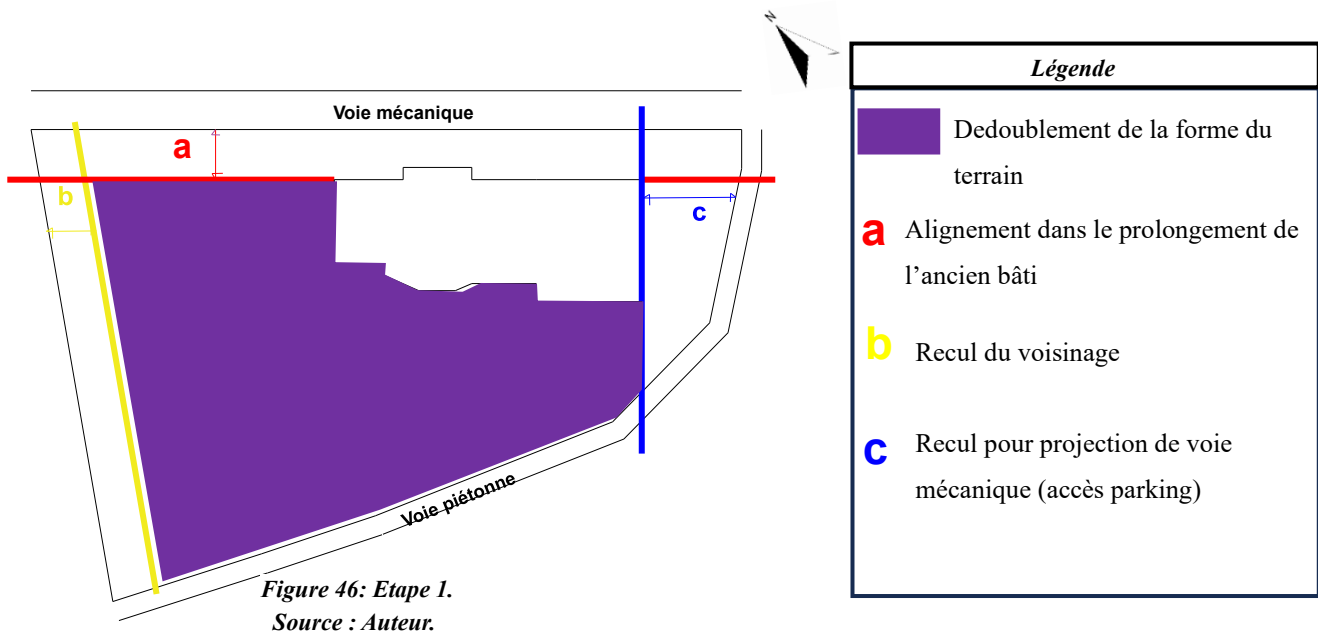 N
Voie mécanique
a
b
c
Voie piétonne
Figure 46: Etape 1.
Source : Auteur.
Légende
Dedoublement de la forme du
terrain
a Alignement dans le prolongement de
l’ancien bâti
b Recul du voisinage
c Recul pour projection de voie
mécanique (accès parking)